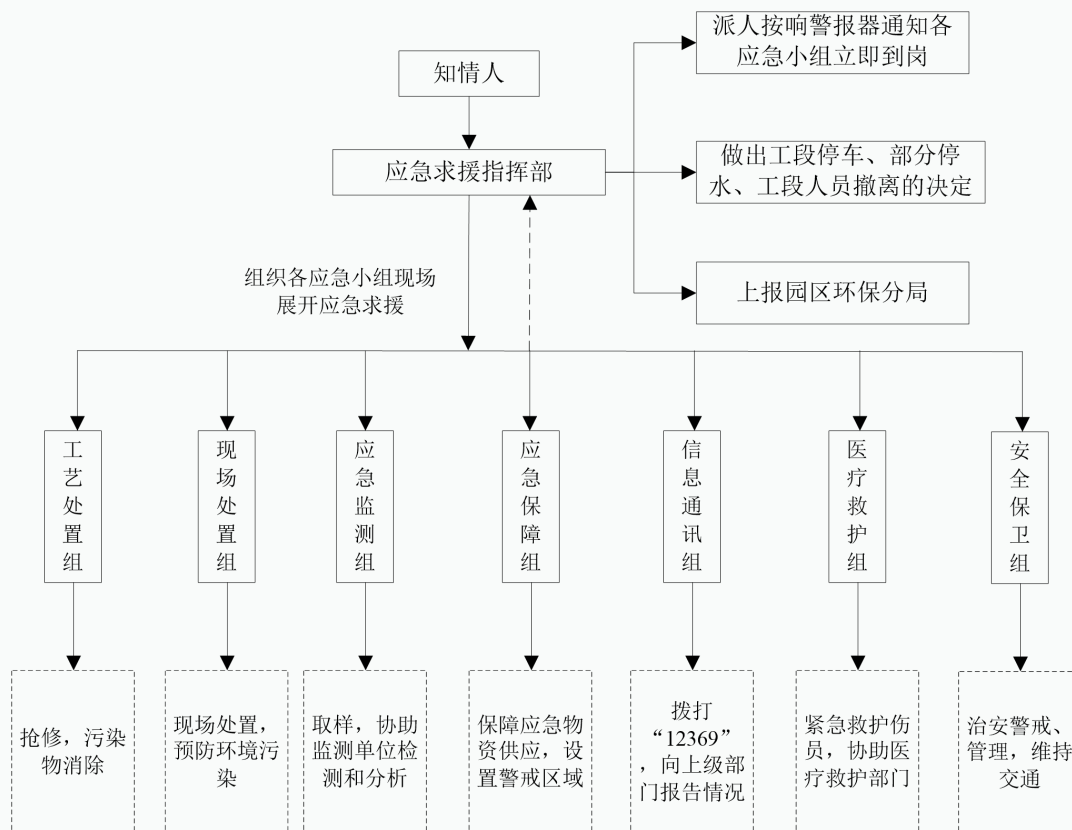 派人按响警报器通知各
应急小组立即到岗
知情人
应急求援指挥部
做出工段停车、部分停
水、工段人员撤离的决定
组织各应急小组现场
展开应急求援
上报园区环保分局
工艺处置组
现场处置组
应急监测组
应急保障组
信息通讯组
医疗救护组
安全保卫组
抢修，污染
物消除
现场处置，
预防环境污
染
取样，协助
监测单位检
测和分析
保障应急物
资供应，设
置警戒区域
拨打
“12369”
，向上级部
门报告情况
紧急救护伤
员，协助医
疗救护部门
治安警戒、
管理，维持
交通